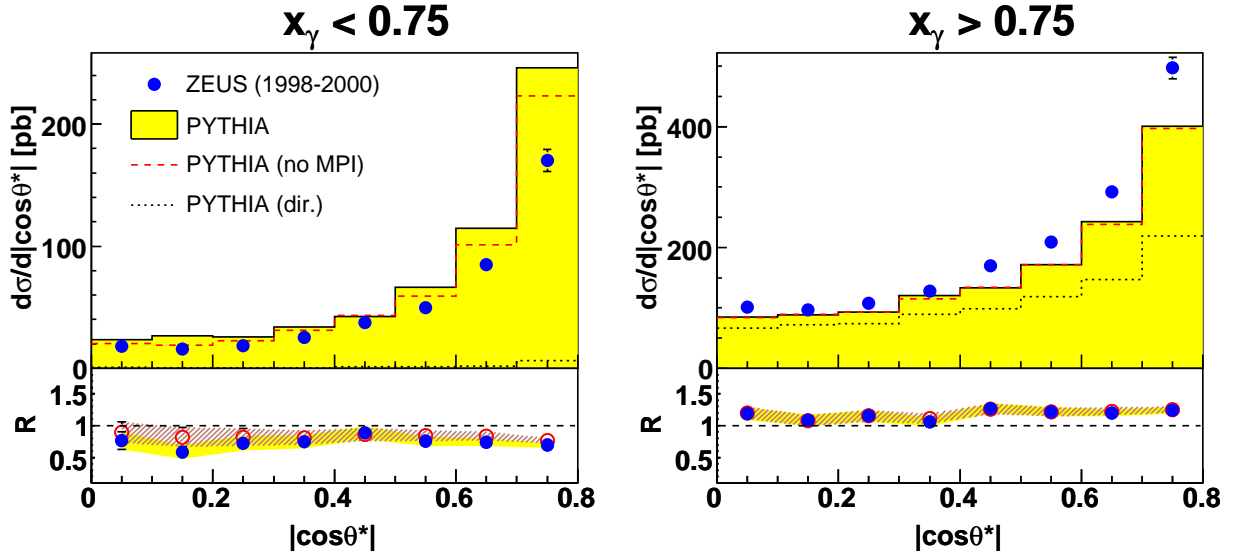 x_γ < 0.75
dσ/d|cosθ*| [pb]
200
100
0
ZEUS (1998-2000)
PYTHIA
PYTHIA (no MPI)
PYTHIA (dir.)
R
1.5
1
0.5
0 0.2 0.4 0.6 0.8
|cosθ*|
x_γ > 0.75
dσ/d|cosθ*| [pb]
400
200
0
R
1.5
1
0.5
0 0.2 0.4 0.6 0.8
|cosθ*|